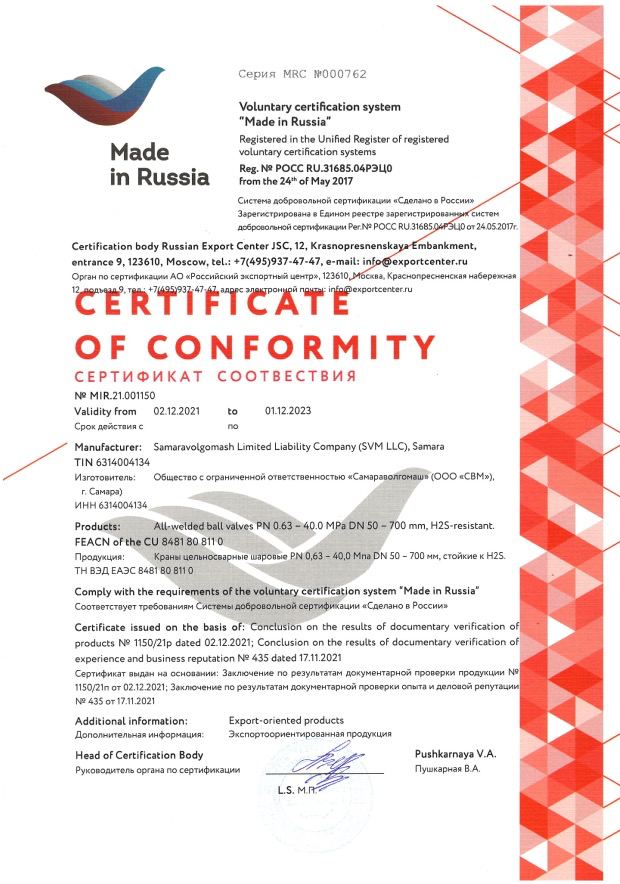 Серия MRC №000762
Made
in Russia
Voluntary certification system
"Made in Russia"
Registered in the Unified Register of registered
voluntary certification systems
Reg. № РОСС RU.31685.04РЭЦ0
from the 24th of May 2017
Система добровольной сертификации «Сделано в России»
Зарегистрирована в Едином реестре зарегистрированных систем
добровольной сертификации Рег.№ РОСС RU.31685.04РЭЦ0 от 24.05.2017г.
Certification body Russian Export Center JSC, 12, Krasnopresnenskaya Embankment,
entrance 9, 123610, Moscow, tel.: +7(495)937-47-47, e-mail: info@exportcenter.ru
Орган по сертификации АО «Российский экспортный центр», 123610, Москва, Краснопресненская набережная
12, подъезд 9, тел.: +7(495)937-47-47, адрес электронной почты: info@exportcenter.ru
CERTIFICATE
OF CONFORMITY
СЕРТИФИКАТ СООТВЕСТВИЯ
№ MIR.21.001150
Validity from 02.12.2021 to 01.12.2023
Срок действия с по
Manufacturer: Samaravolgomash Limited Liability Company (SVM LLC), Samara
TIN 6314004134
Изготовитель: Общество с ограниченной ответственностью «Самараволгомаш» (ООО «СВМ»),
г. Самара)
ИНН 6314004134
Products: All-welded ball valves PN 0.63 – 40.0 MPa DN 50 – 700 mm, H2S-resistant.
FEACN of the CU 8481 80 811 0
Продукция: Краны цельносварные шаровые PN 0,63 – 40,0 Мпа DN 50 – 700 мм, стойкие к H2S.
ТН ВЭД ЕАЭС 8481 80 811 0
Comply with the requirements of the voluntary certification system "Made in Russia"
Соответствует требованиям Системы добровольной сертификации «Сделано в России»
Certificate issued on the basis of: Conclusion on the results of documentary verification of
products № 1150/21p dated 02.12.2021; Conclusion on the results of documentary verification of
experience and business reputation № 435 dated 17.11.2021
Сертификат выдан на основании: Заключение по результатам документарной проверки продукции №
1150/21п от 02.12.2021; Заключение по результатам документарной проверки опыта и деловой репутации
№ 435 от 17.11.2021
Additional information: Export-oriented products
Дополнительная информация: Экспортоориентированная продукция
Head of Certification Body Pushkarnaya V.A.
Руководитель органа по сертификации Пушкарная В.А.
L.S. М.П.